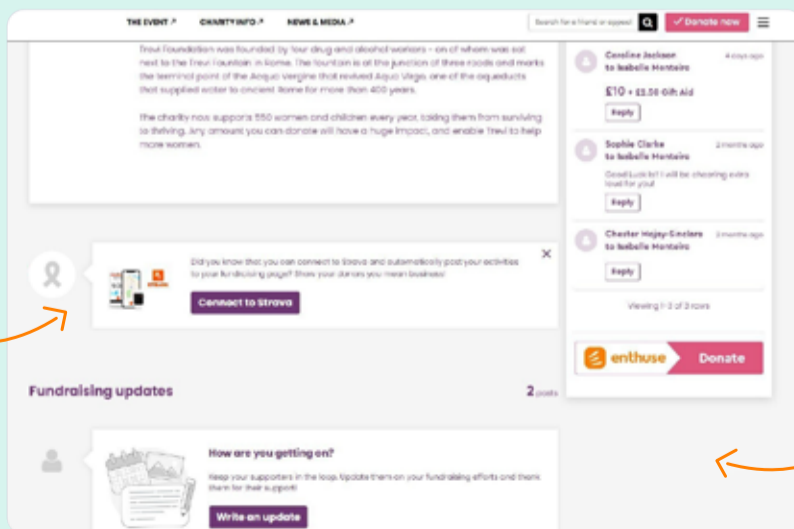 THE EVENT ↗ CHARITY INFO ↗ NEWS & MEDIA ↗ Search for a friend or appeal Donate now
Trevi Foundation was founded by four drug and alcohol workers - on of whom was sat
next to the Trevi Fountain in Rome. The fountain is at the junction of three roads and marks
the terminal point of the Acqua Vergine that revived Aqua Virgo, one of the aqueducts
that supplied water to ancient Rome for more than 400 years.
The charity now supports 550 women and children every year, taking them from surviving
to thriving. Any amount you can donate will have a huge impact, and enable Trevi to help
more women.
Did you know that you can connect to Strava and automatically post your activities
to your fundraising page? Show your donors you mean business!
Connect to Strava
Fundraising updates 2 posts
How are you getting on?
Keep your supporters in the loop. Update them on your fundraising efforts and thank
them for their support!
Write an update
Caroline Jackson 4 days ago
to Isabelle Monteiro
£10 + £2.50 Gift Aid
Reply
Sophie Clarke 2 months ago
to Isabelle Monteiro
Good Luck Is! I will be cheering extra
loud for you!
Reply
Chester 2 months ago
to Isabelle Monteiro
Reply
Viewing 1-3 of 3 rows
enthuse Donate